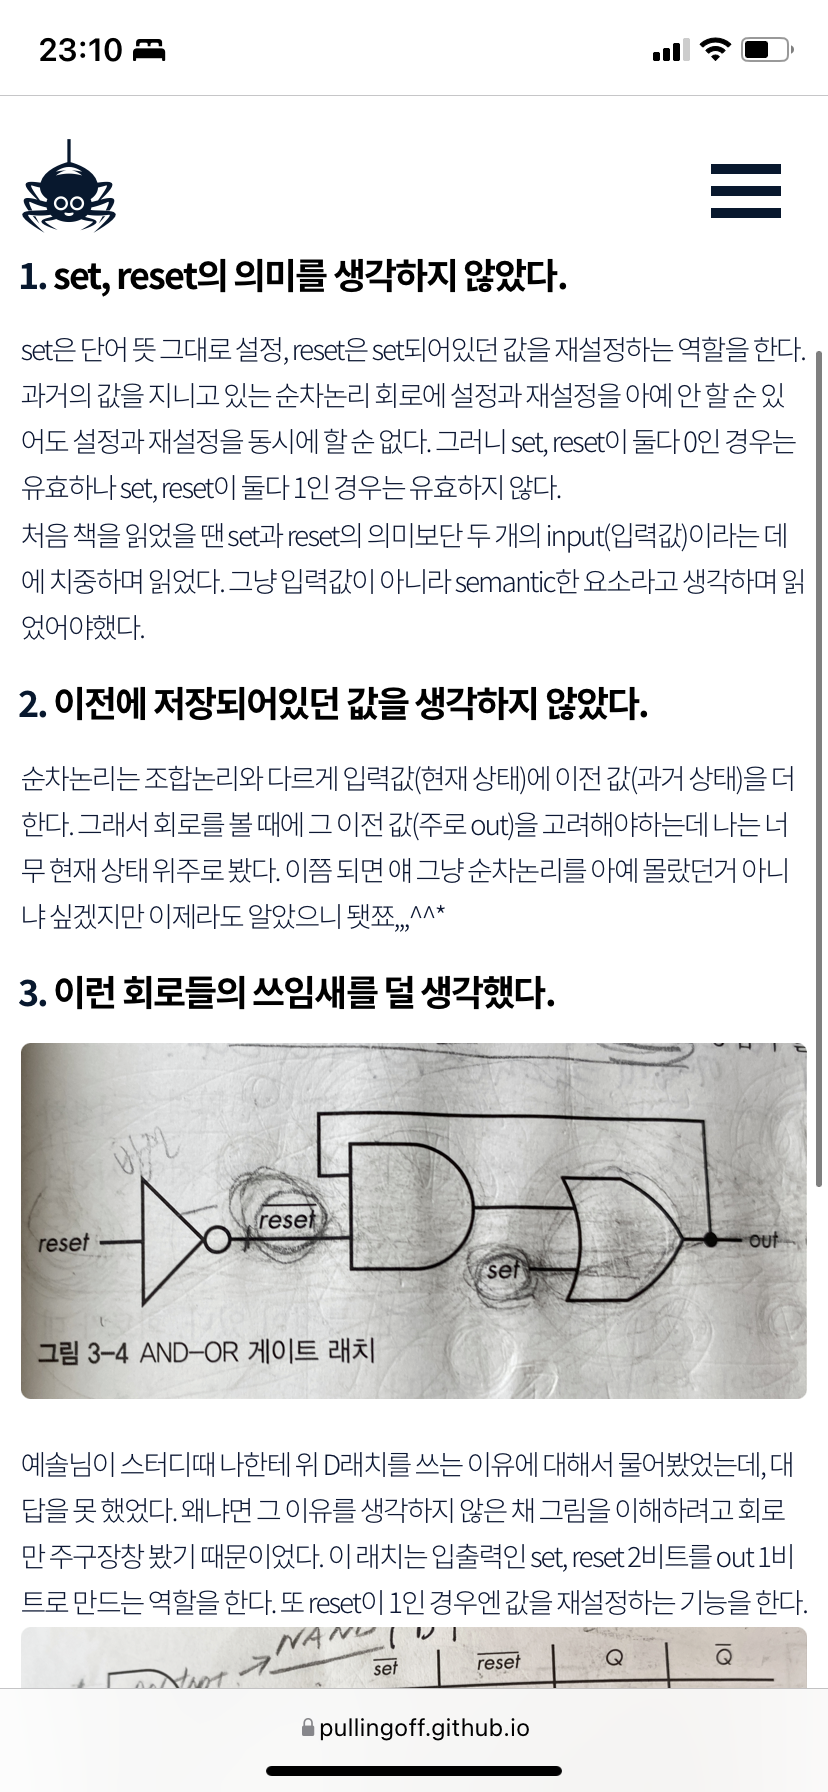 23:10
1. set, reset의 의미를 생각하지 않았다.
set은 단어 뜻 그대로 설정, reset은 set되어있던 값을 재설정하는 역할을 한다.
과거의 값을 지니고 있는 순차논리 회로에 설정과 재설정을 아예 안 할 순 있
어도 설정과 재설정을 동시에 할 순 없다. 그러니 set, reset이 둘다 0인 경우는
유효하나 set, reset이 둘다 1인 경우는 유효하지 않다.
처음 책을 읽었을 땐 set과 reset의 의미보단 두 개의 input(입력값)이라는 데
에 치중하며 읽었다. 그냥 입력값이 아니라 semantic한 요소라고 생각하며 읽
었어야했다.
2. 이전에 저장되어있던 값을 생각하지 않았다.
순차논리는 조합논리와 다르게 입력값(현재 상태)에 이전 값(과거 상태)을 더
한다. 그래서 회로를 볼 때에 그 이전 값(주로 out)을 고려해야하는데 나는 너
무 현재 상태 위주로 봤다. 이쯤 되면 얘 그냥 순차논리를 아예 몰랐던거 아니
냐 싶겠지만 이제라도 알았으니 됏쬬,,,^^*
3. 이런 회로들의 쓰임새를 덜 생각했다.
reset
reset
set
out
그림 3-4 AND-OR 게이트 래치
예솔님이 스터디때 나한테 위 D래치를 쓰는 이유에 대해서 물어봤었는데, 대
답을 못 했었다. 왜냐면 그 이유를 생각하지 않은 채 그림을 이해하려고 회로
만 주구장창 봤기 때문이었다. 이 래치는 입출력인 set, reset 2비트를 out 1비
트로 만드는 역할을 한다. 또 reset이 1인 경우엔 값을 재설정하는 기능을 한다.
NAND
set reset Q Q̅
pullingoff.github.io